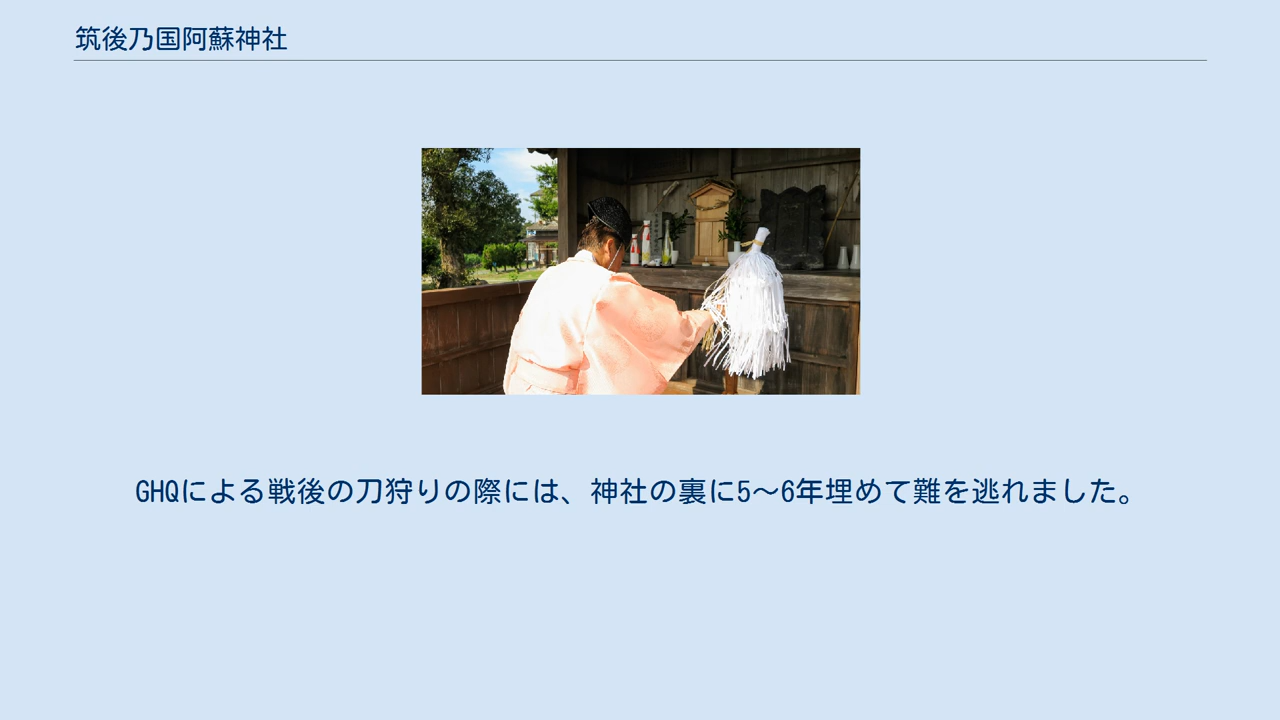 筑後乃国阿蘇神社
GHQによる戦後の刀狩りの際には、神社の裏に5～6年埋めて難を逃れました。